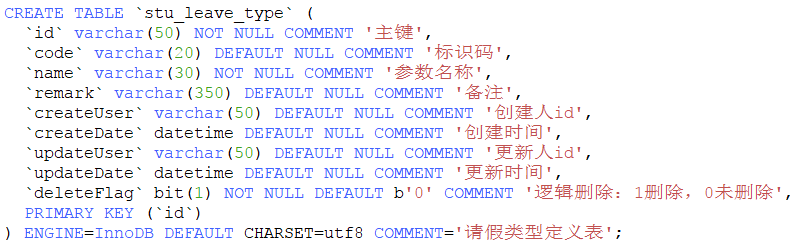 CREATE TABLE `stu_leave_type` (
  `id` varchar(50) NOT NULL COMMENT '主键',
  `code` varchar(20) DEFAULT NULL COMMENT '标识码',
  `name` varchar(30) NOT NULL COMMENT '参数名称',
  `remark` varchar(350) DEFAULT NULL COMMENT '备注',
  `createUser` varchar(50) DEFAULT NULL COMMENT '创建人id',
  `createDate` datetime DEFAULT NULL COMMENT '创建时间',
  `updateUser` varchar(50) DEFAULT NULL COMMENT '更新人id',
  `updateDate` datetime DEFAULT NULL COMMENT '更新时间',
  `deleteFlag` bit(1) NOT NULL DEFAULT b'0' COMMENT '逻辑删除：1删除，0未删除',
  PRIMARY KEY (`id`)
) ENGINE=InnoDB DEFAULT CHARSET=utf8 COMMENT='请假类型定义表';